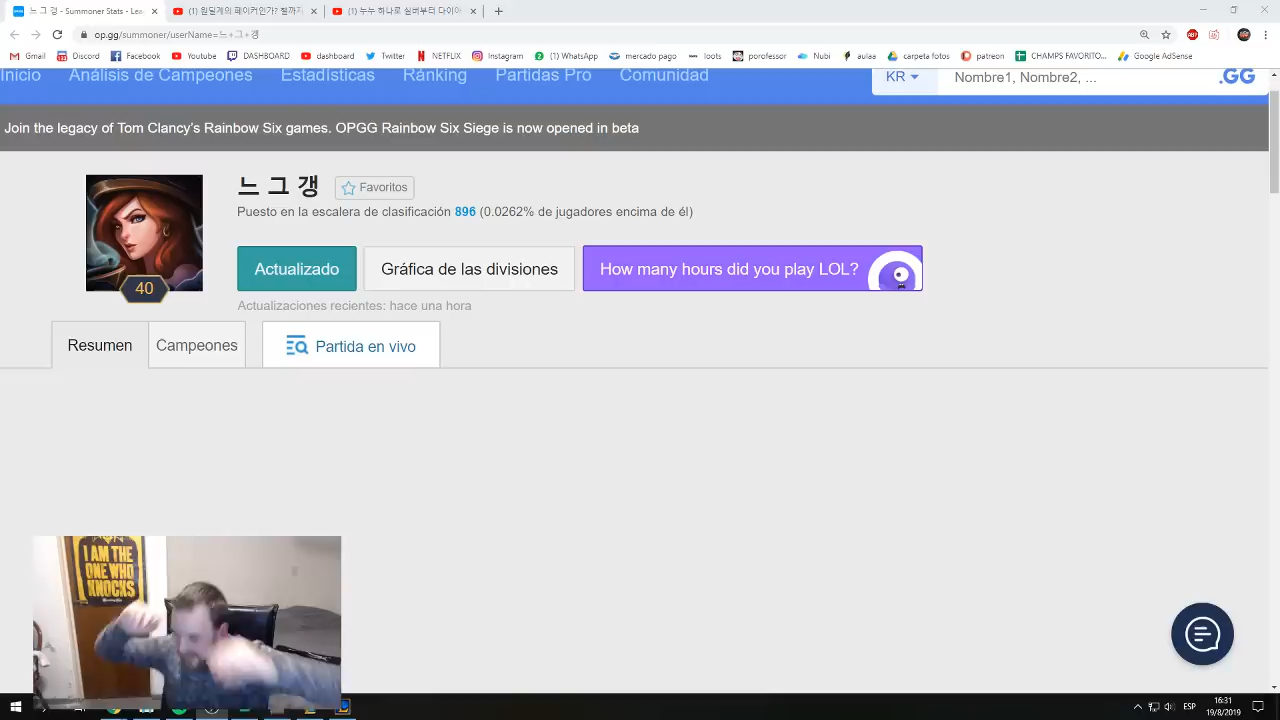 느 그 갱 - Summoner Stats - Lea
(1) 원딜계의 페이커인가? 챌까지
(1) 누누 하나로 실버부터 다이아
op.gg/summoner/userName=느+그+갱
Gmail
Discord
Facebook
YouTube
DASHBOARD
dashboard
Twitter
NETFLIX
Instagram
(1) WhatsApp
mercado pago
loots
professor
Nubi
aulaa
carpeta fotos
patreon
CHAMPS FAVORITO...
Google AdSense
Inicio
Análisis de Campeones
Estadísticas
Ránking
Partidas Pro
Comunidad
KR
Nombre1, Nombre2, ...
.GG
Join the legacy of Tom Clancy's Rainbow Six games. OPGG Rainbow Six Siege is now opened in beta
느 그 갱
Favoritos
Puesto en la escalera de clasificación 896 (0.0262% de jugadores encima de él)
40
Actualizado
Gráfica de las divisiones
How many hours did you play LOL?
Actualizaciones recientes: hace una hora
Resumen
Campeones
Partida en vivo
I AM THE
ONE WHO
KNOCKS
ESP
16:31
19/8/2019